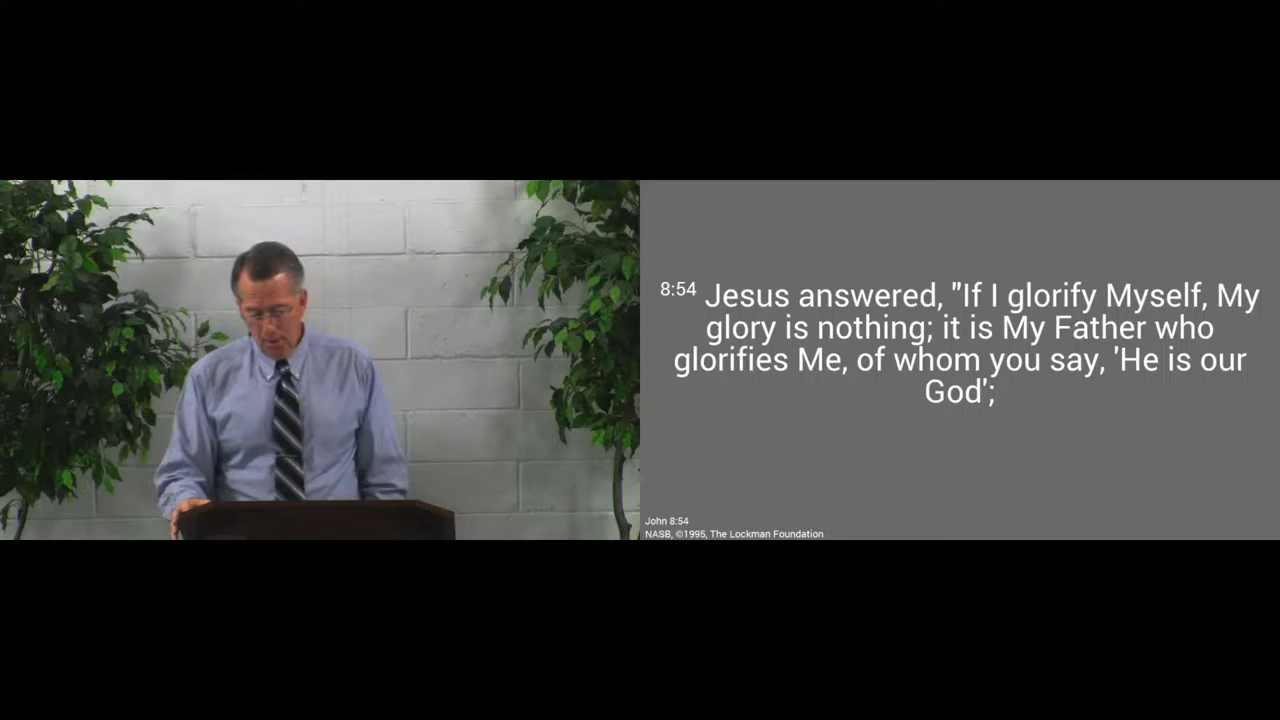 8:54 Jesus answered, "If I glorify Myself, My
glory is nothing; it is My Father who
glorifies Me, of whom you say, 'He is our
God';
John 8:54
NASB, ©1995, The Lockman Foundation